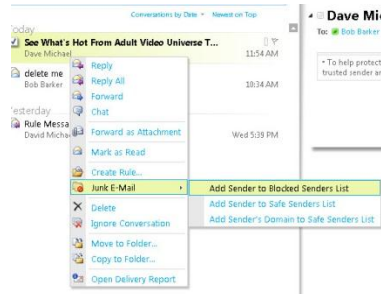 Conversations by Date Newest on Top
Today
See What's Hot From Adult Video Universe T...
Dave Michael 11:54 AM
delete me
Bob Barker 10:34 AM
Yesterday
Rule Messa
David Micha Wed 5:39 PM
Reply
Reply All
Forward
Chat
Forward as Attachment
Mark as Read
Create Rule...
Junk E-Mail
Delete
Ignore Conversation
Move to Folder...
Copy to Folder...
Open Delivery Report
Add Sender to Blocked Senders List
Add Sender to Safe Senders List
Add Sender's Domain to Safe Senders List
Dave Mi
To: Bob Barker
• To help protect
trusted sender an